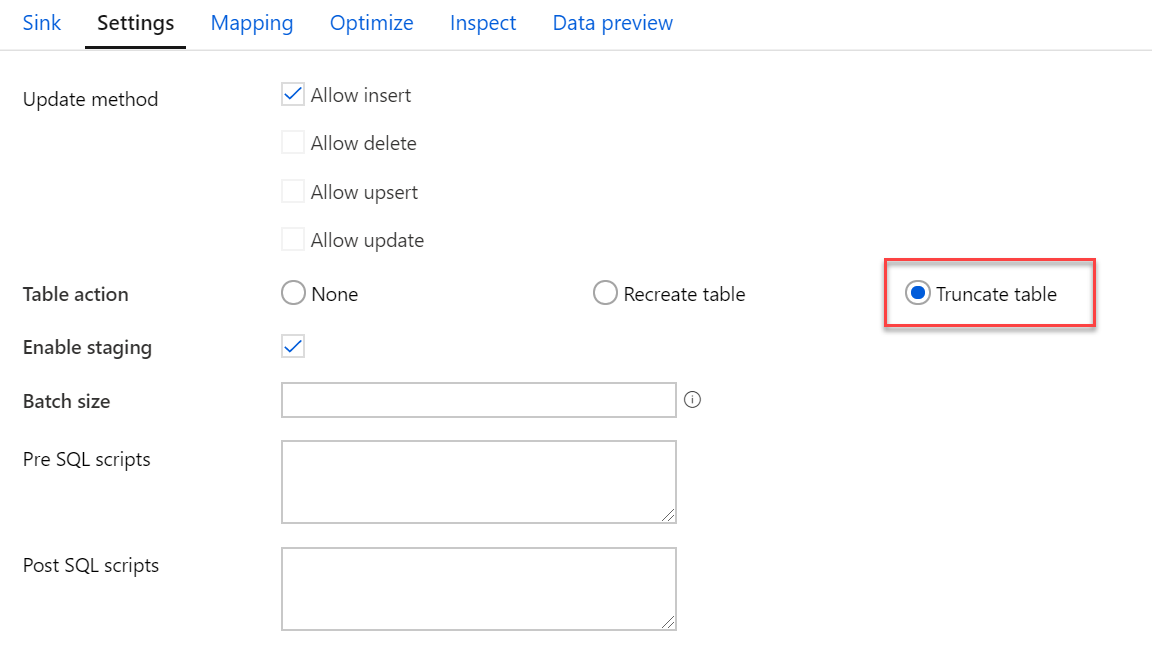 Sink Settings Mapping Optimize Inspect Data preview
Update method Allow insert
Allow delete
Allow upsert
Allow update
Table action None Recreate table Truncate table
Enable staging
Batch size
Pre SQL scripts
Post SQL scripts